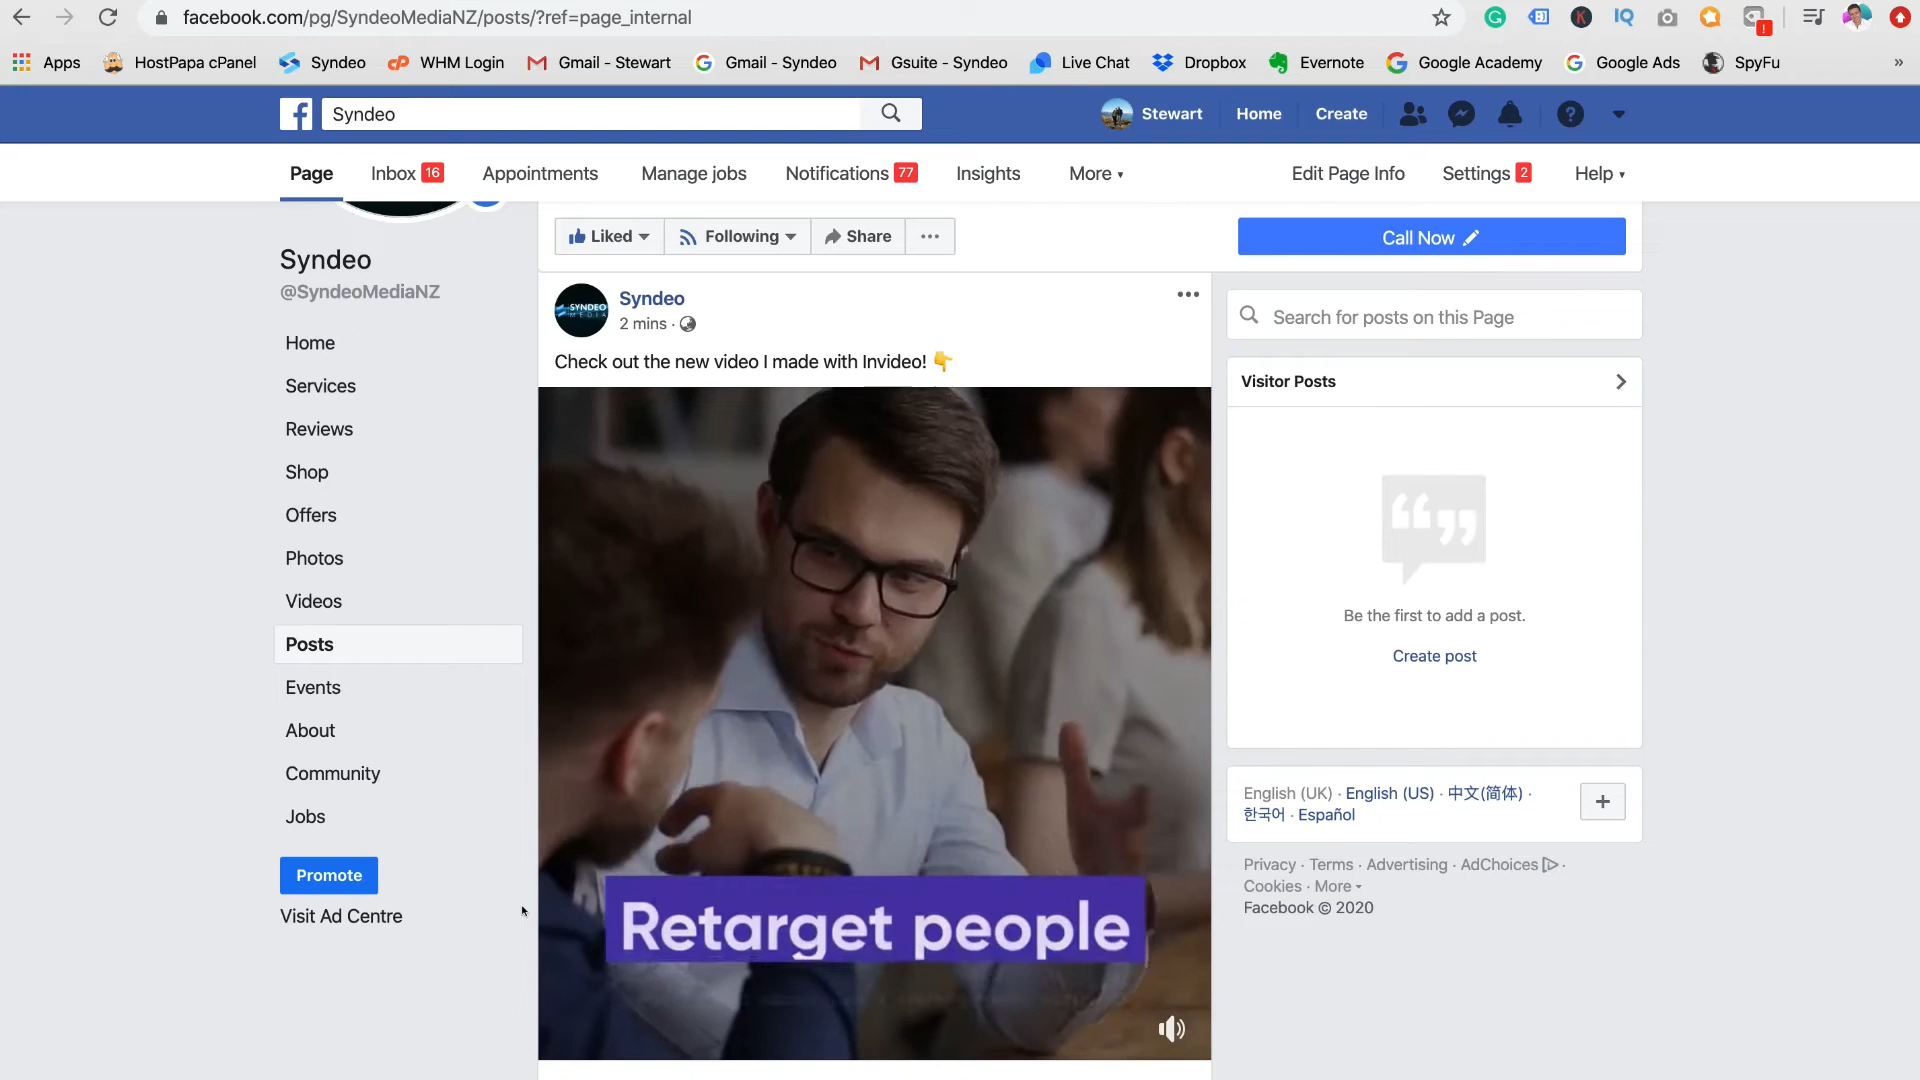 facebook.com/pg/SyndeoMediaNZ/posts/?ref=page_internal
Apps HostPapa cPanel Syndeo WHM Login Gmail - Stewart Gmail - Syndeo Gsuite - Syndeo Live Chat Dropbox Evernote Google Academy Google Ads SpyFu »
Syndeo Stewart Home Create
Page Inbox 16 Appointments Manage jobs Notifications 77 Insights More Edit Page Info Settings 2 Help
Liked Following Share ... Call Now
Syndeo
@SyndeoMediaNZ
Home
Services
Reviews
Shop
Offers
Photos
Videos
Posts
Events
About
Community
Jobs
Promote
Visit Ad Centre
Syndeo
2 mins ·
SYNDEO
MEDIA
Check out the new video I made with Invideo! 👇
Retarget people
Search for posts on this Page
Visitor Posts
Be the first to add a post.
Create post
English (UK) · English (US) · 中文(简体) ·
한국어 · Español
+
Privacy · Terms · Advertising · AdChoices ·
Cookies · More
Facebook © 2020